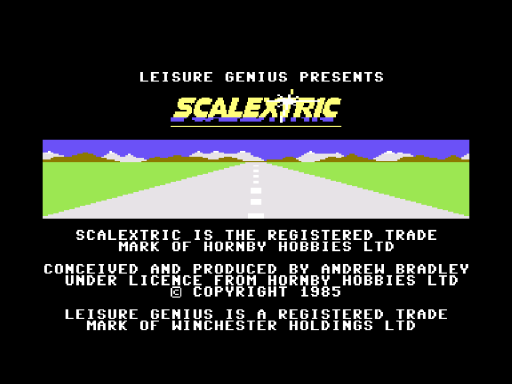 LEISURE GENIUS PRESENTS
SCALEXTRIC
SCALEXTRIC IS THE REGISTERED TRADE
MARK OF HORNBY HOBBIES LTD
CONCEIVED AND PRODUCED BY ANDREW BRADLEY
UNDER LICENCE FROM HORNBY HOBBIES LTD
© COPYRIGHT 1985
LEISURE GENIUS IS A REGISTERED TRADE
MARK OF WINCHESTER HOLDINGS LTD